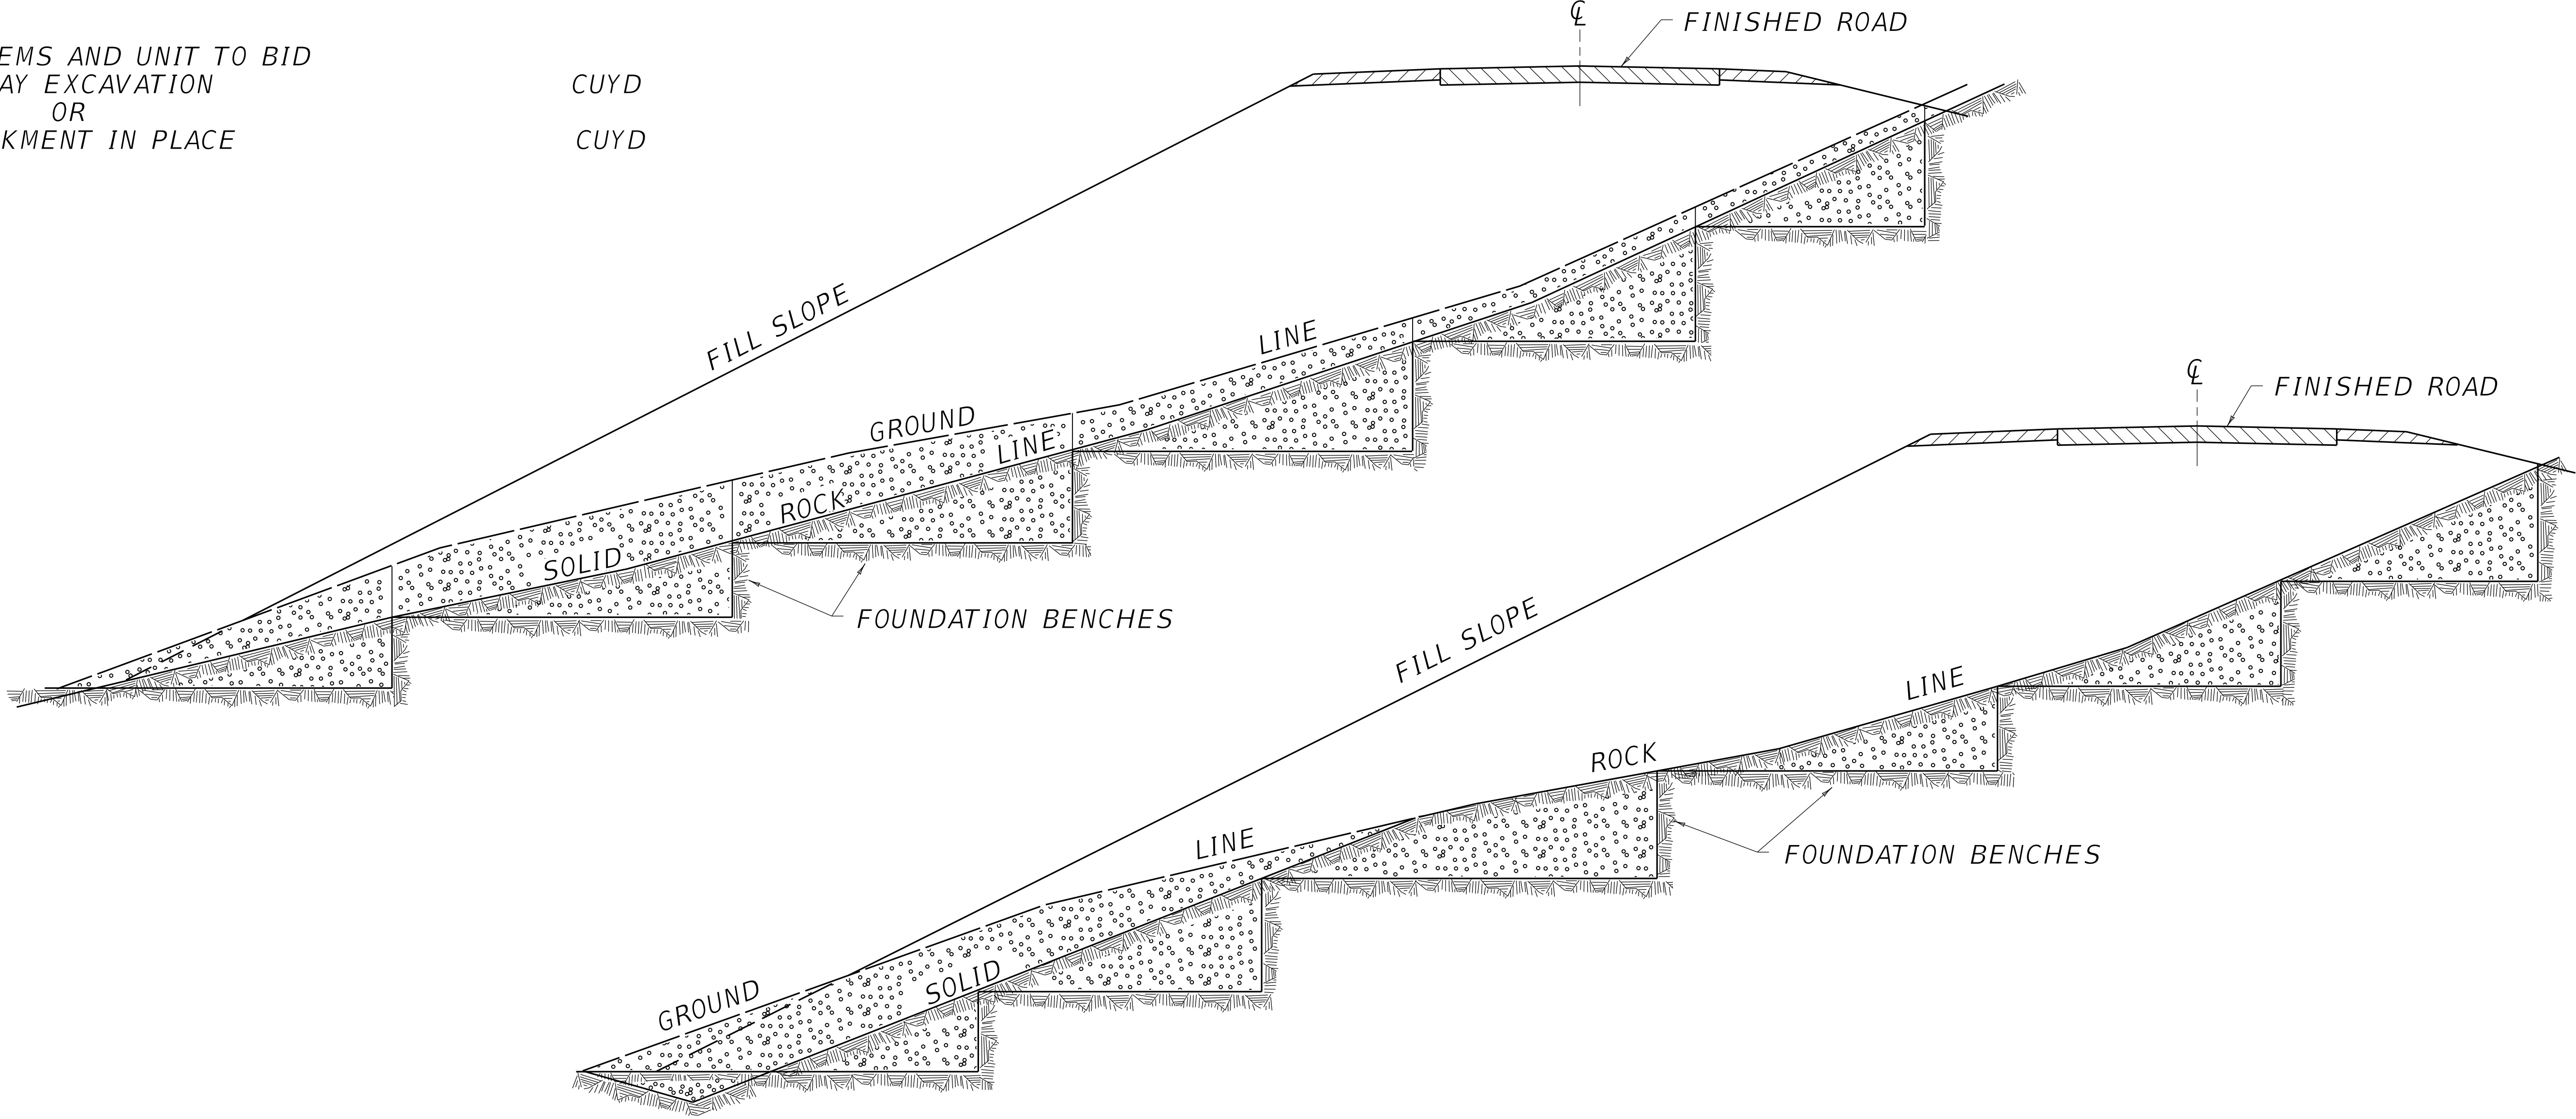 EMS AND UNIT TO BID
AY EXCAVATION CUYD
OR
KMENT IN PLACE CUYD
℄
FINISHED ROAD
FILL SLOPE
GROUND LINE
SOLID ROCK LINE
FOUNDATION BENCHES
℄
FINISHED ROAD
FILL SLOPE
GROUND LINE
SOLID ROCK LINE
FOUNDATION BENCHES